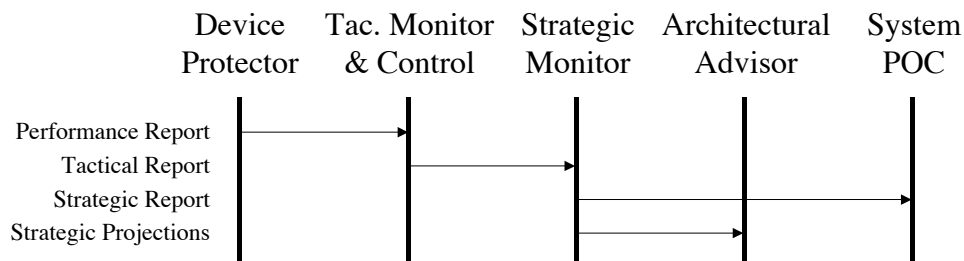 Device
Protector
Tac. Monitor
& Control
Strategic
Monitor
Architectural
Advisor
System
POC
Performance Report
Tactical Report
Strategic Report
Strategic Projections